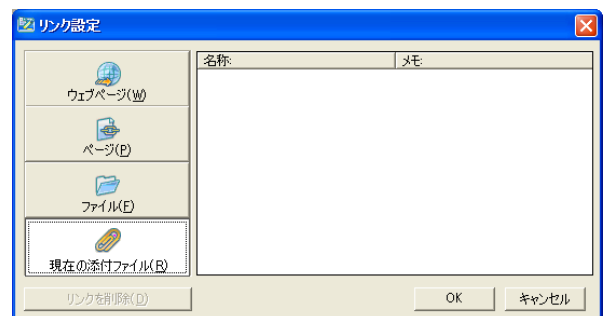 リンク設定
名称:
メモ:
ウェブページ(W)
ページ(P)
ファイル(F)
現在の添付ファイル(R)
リンクを削除(D)
OK
キャンセル